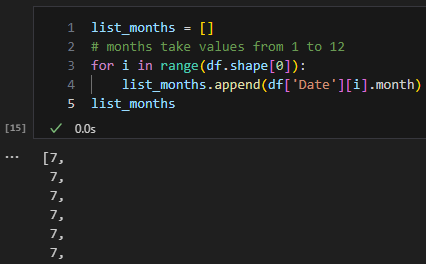 1 list_months = []
2 # months take values from 1 to 12
3 for i in range(df.shape[0]):
4     list_months.append(df['Date'][i].month)
5 list_months
[15] ✓ 0.0s
... [7,
7,
7,
7,
7,
7,